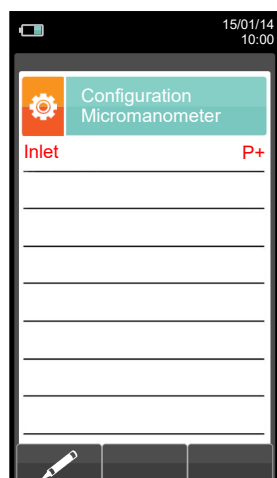 15/01/14
10:00
Configuration
Micromanometer
Inlet P+